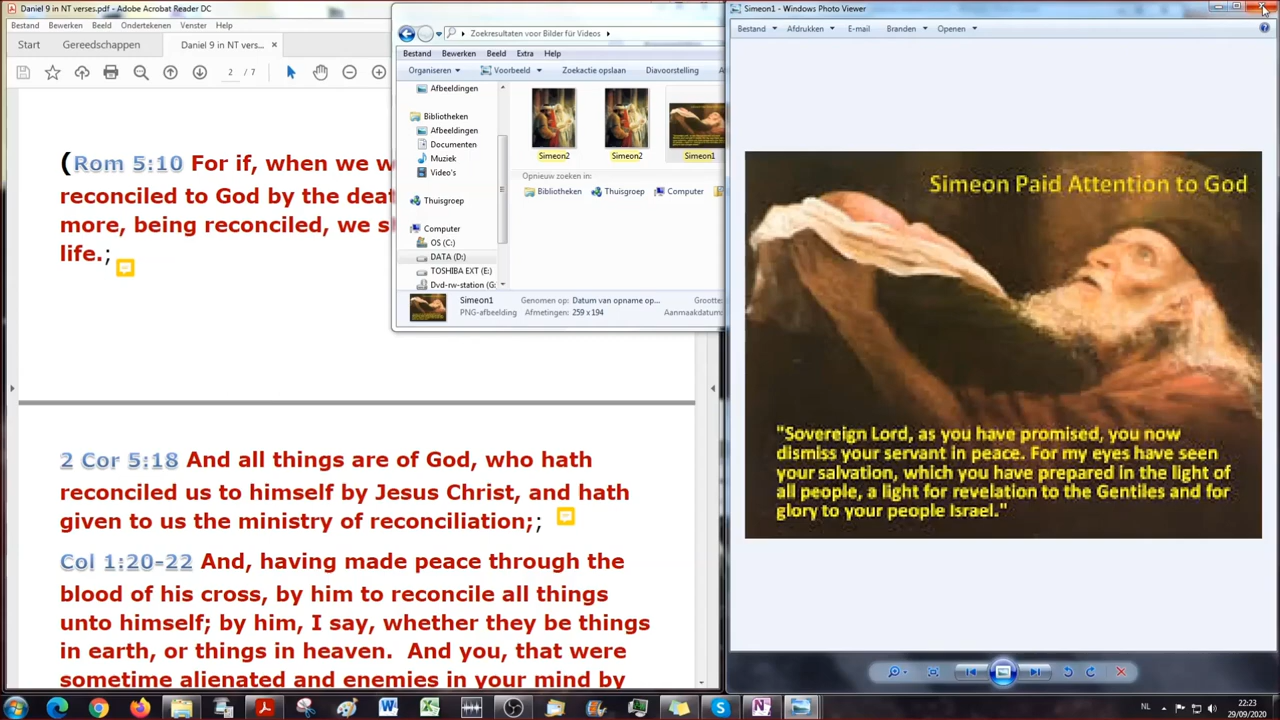 Daniel 9 in NT verses.pdf - Adobe Acrobat Reader DC
Bestand Bewerken Beeld Ondertekenen Venster Help
Start Gereedschappen Daniel 9 in NT vers... ×
2 / 7
(Rom 5:10 For if, when we w
reconciled to God by the deat
more, being reconciled, we s
life.;
2 Cor 5:18 And all things are of God, who hath
reconciled us to himself by Jesus Christ, and hath
given to us the ministry of reconciliation;;
Col 1:20-22 And, having made peace through the
blood of his cross, by him to reconcile all things
unto himself; by him, I say, whether they be things
in earth, or things in heaven. And you, that were
sometime alienated and enemies in your mind by
Zoekresultaten voor Bilder für Videos
Bestand Bewerken Beeld Extra Help
Organiseren Voorbeeld Zoekactie opslaan Diavoorstelling
Afbeeldingen
Bibliotheken
Afbeeldingen
Documenten
Muziek
Video's
Thuisgroep
Computer
OS (C:)
DATA (D:)
TOSHIBA EXT (E:)
Dvd-rw-station (G:
Simeon2 Simeon2 Simeon1
Opnieuw zoeken in:
Bibliotheken Thuisgroep Computer
Simeon1 Genomen op: Datum van opname op... Grootte:
PNG-afbeelding Afmetingen: 259 x 194 Aanmaakdatum:
Simeon1 - Windows Photo Viewer
Bestand Afdrukken E-mail Branden Openen
Simeon Paid Attention to God
"Sovereign Lord, as you have promised, you now
dismiss your servant in peace. For my eyes have seen
your salvation, which you have prepared in the light of
all people, a light for revelation to the Gentiles and for
glory to your people Israel."
NL 22:23
29/09/2020